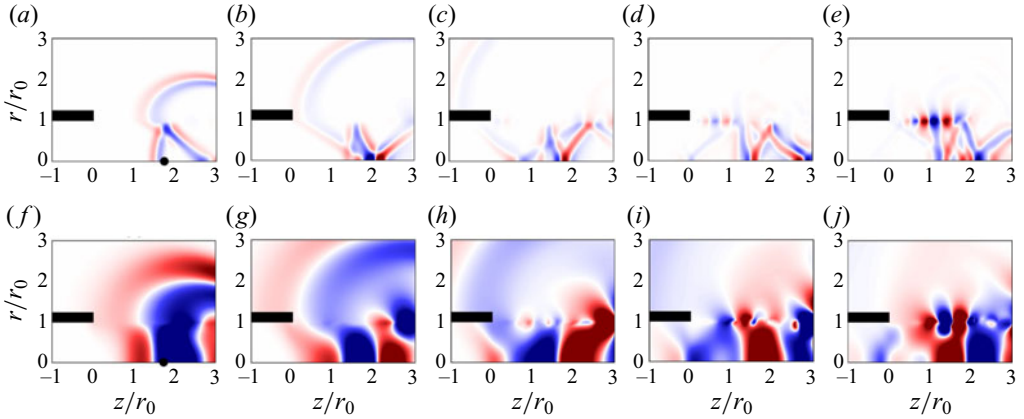 (a) (b) (c) (d) (e)
3 3 3 3 3
2 2 2 2 2
r/r0
1 1 1 1 1
0 0 0 0 0
–1 0 1 2 3 –1 0 1 2 3 –1 0 1 2 3 –1 0 1 2 3 –1 0 1 2 3
(f) (g) (h) (i) (j)
3 3 3 3 3
2 2 2 2 2
r/r0
1 1 1 1 1
0 0 0 0 0
–1 0 1 2 3 –1 0 1 2 3 –1 0 1 2 3 –1 0 1 2 3 –1 0 1 2 3
z/r0 z/r0 z/r0 z/r0 z/r0